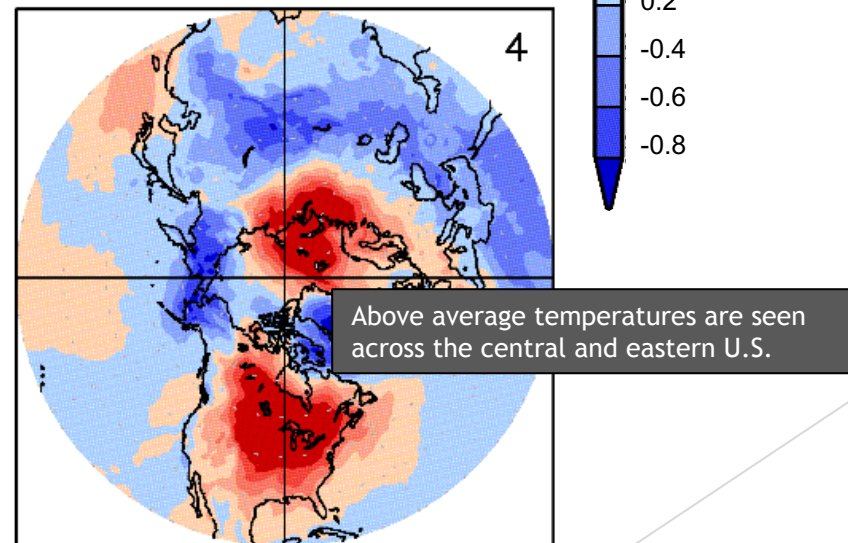 0.2
4
-0.4
-0.6
-0.8
Above average temperatures are seen
across the central and eastern U.S.